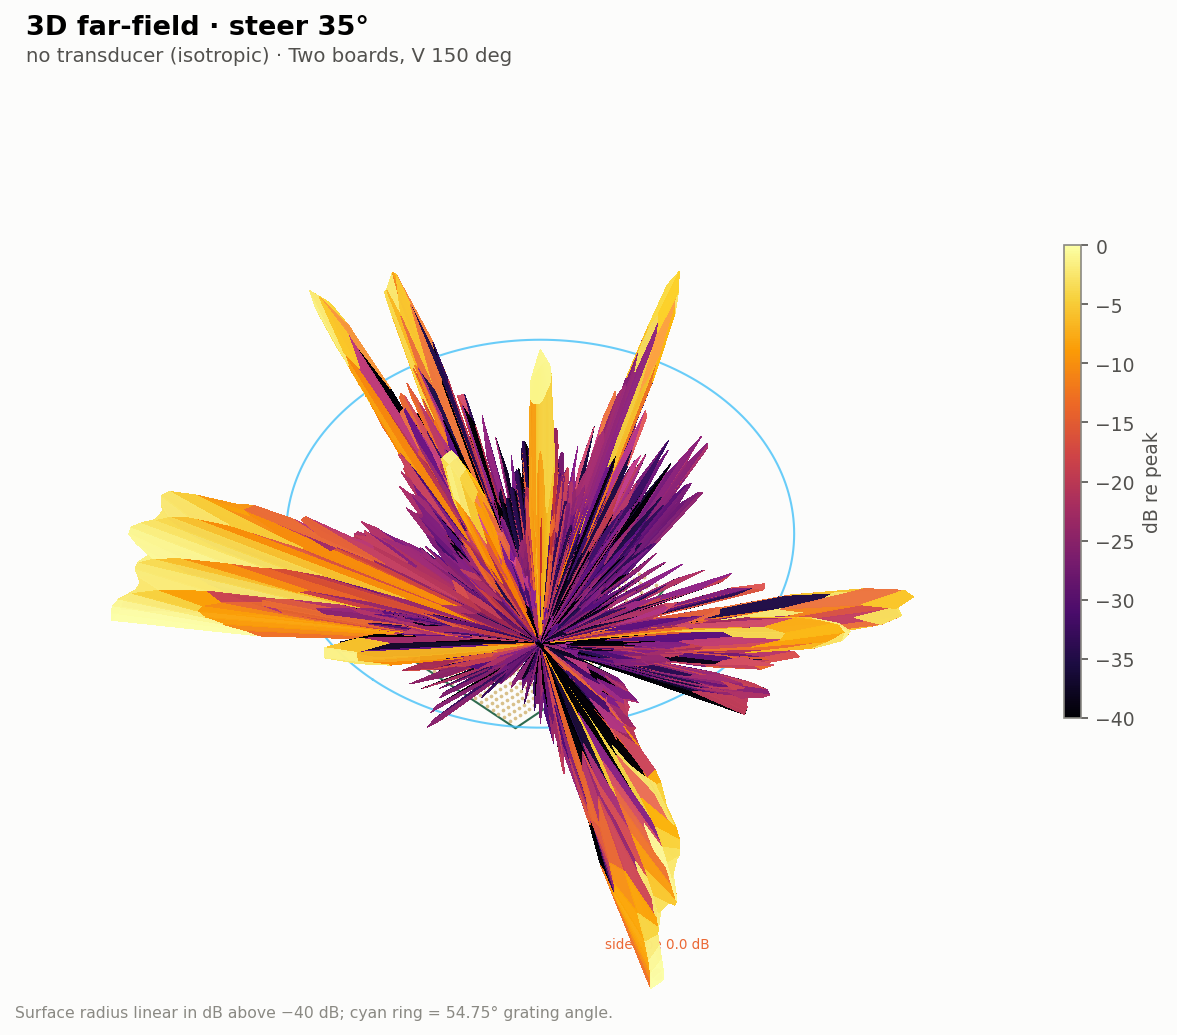 3D far-field · steer 35°
no transducer (isotropic) · Two boards, V 150 deg
0
−5
−10
−15
−20
−25
−30
−35
−40
dB re peak
0.0 dB
Surface radius linear in dB above −40 dB; cyan ring = 54.75° grating angle.